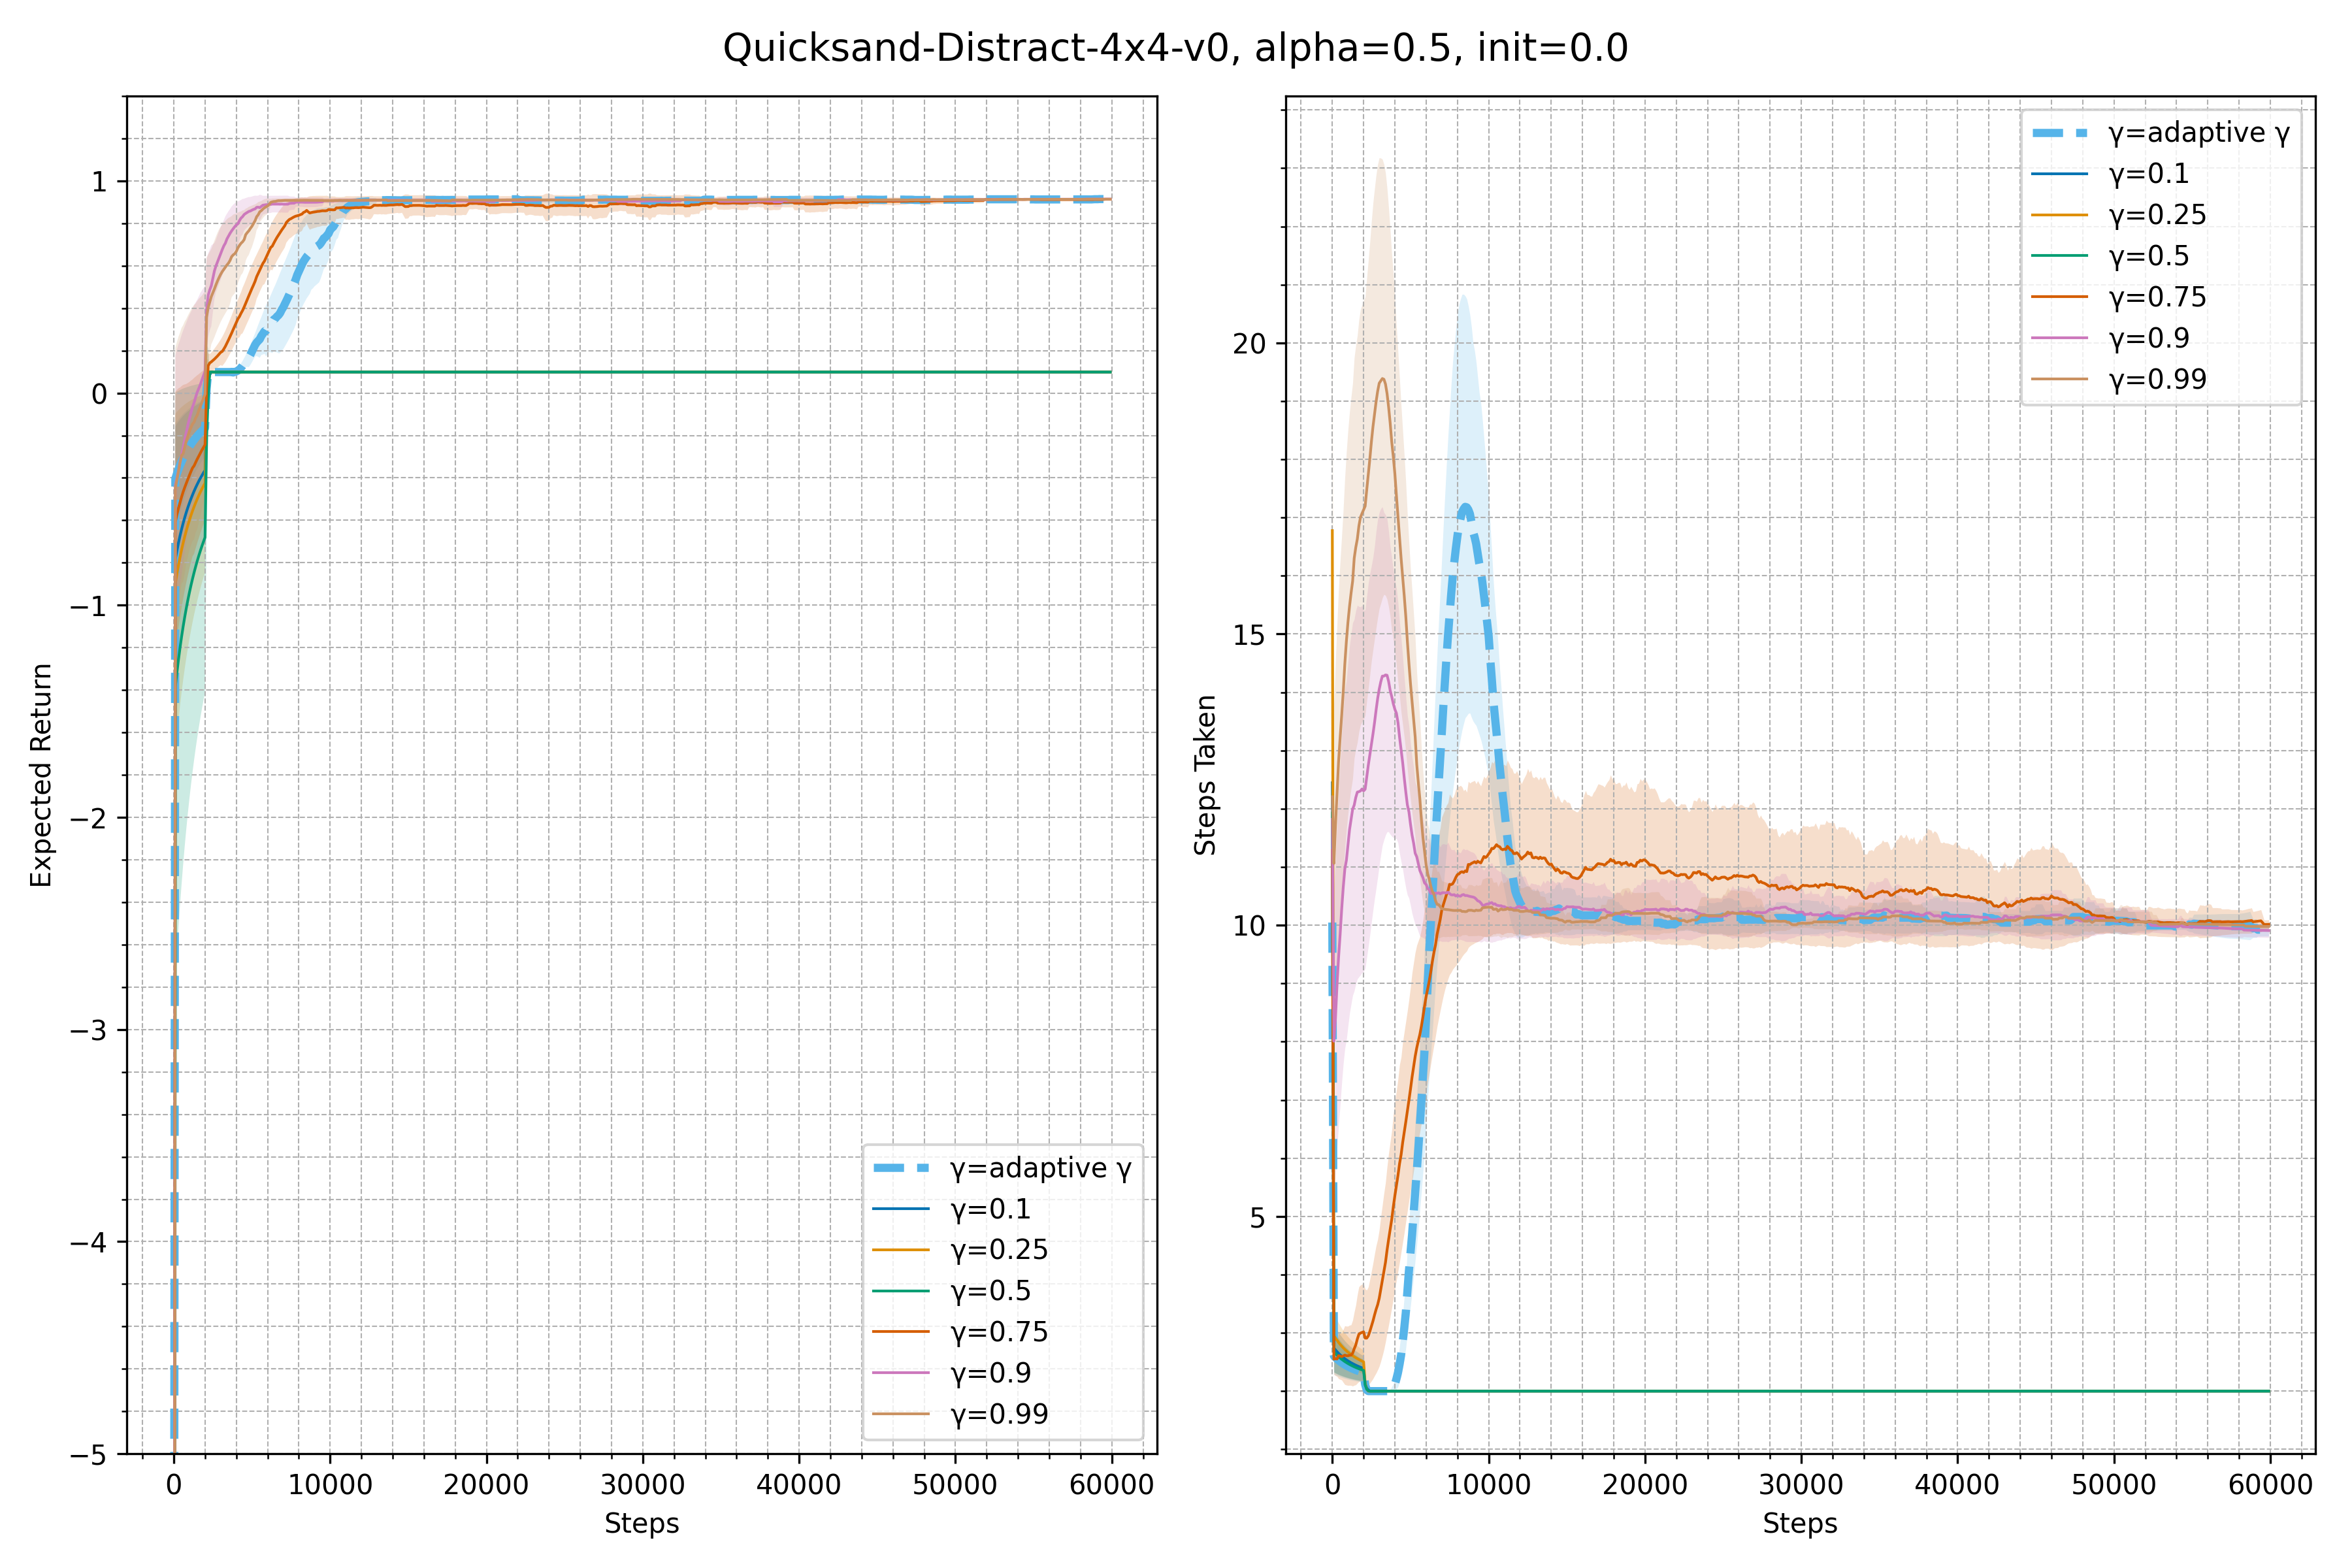 Quicksand-Distract-4x4-v0, alpha=0.5, init=0.0
Expected Return
1
0
−1
−2
−3
−4
−5
0 10000 20000 30000 40000 50000 60000
Steps
γ=adaptive γ
γ=0.1
γ=0.25
γ=0.5
γ=0.75
γ=0.9
γ=0.99
Steps Taken
20
15
10
5
0 10000 20000 30000 40000 50000 60000
Steps
γ=adaptive γ
γ=0.1
γ=0.25
γ=0.5
γ=0.75
γ=0.9
γ=0.99